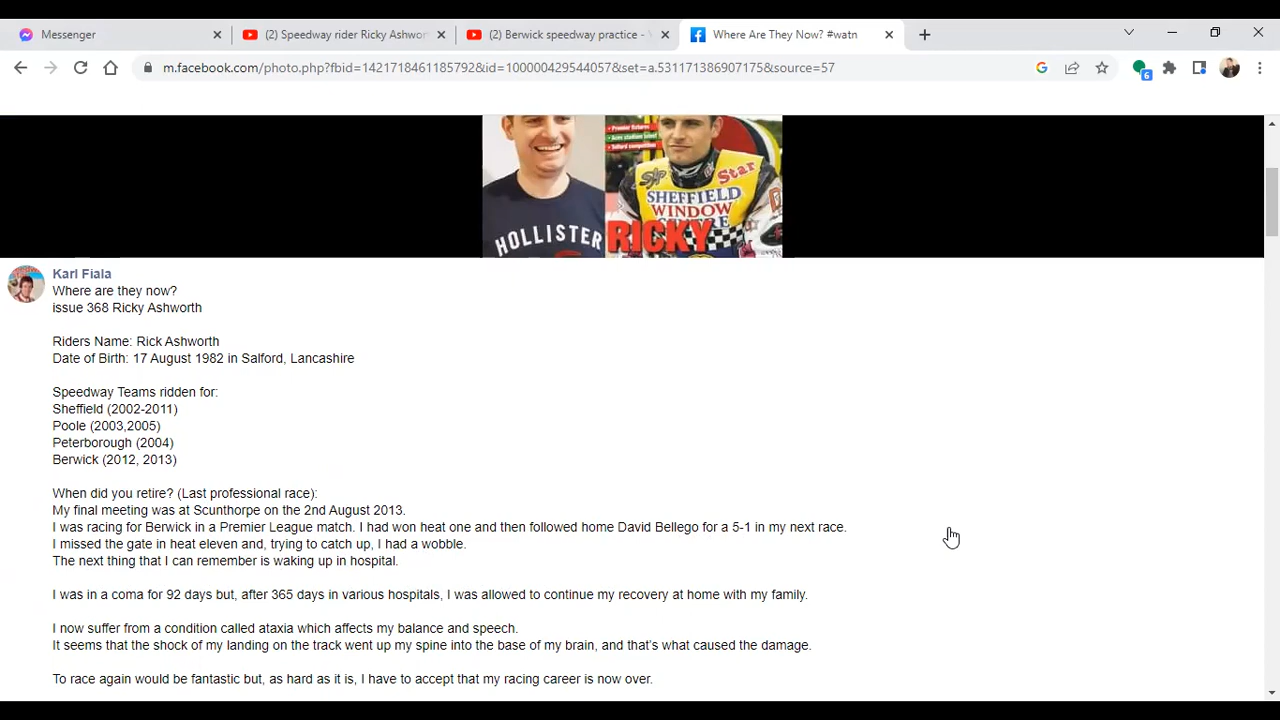 Messenger
(2) Speedway rider Ricky Ashwor
(2) Berwick speedway practice -
Where Are They Now? #watn
m.facebook.com/photo.php?fbid=1421718461185792&id=100000429544057&set=a.531171386907175&source=57
6
• Premier fixtures
Star
SHEFFIELD
WINDOW
CENTRE
HOLLISTER
RICKY
Karl Fiala
Where are they now?
issue 368 Ricky Ashworth
Riders Name: Rick Ashworth
Date of Birth: 17 August 1982 in Salford, Lancashire
Speedway Teams ridden for:
Sheffield (2002-2011)
Poole (2003,2005)
Peterborough (2004)
Berwick (2012, 2013)
When did you retire? (Last professional race):
My final meeting was at Scunthorpe on the 2nd August 2013.
I was racing for Berwick in a Premier League match. I had won heat one and then followed home David Bellego for a 5-1 in my next race.
I missed the gate in heat eleven and, trying to catch up, I had a wobble.
The next thing that I can remember is waking up in hospital.
I was in a coma for 92 days but, after 365 days in various hospitals, I was allowed to continue my recovery at home with my family.
I now suffer from a condition called ataxia which affects my balance and speech.
It seems that the shock of my landing on the track went up my spine into the base of my brain, and that's what caused the damage.
To race again would be fantastic but, as hard as it is, I have to accept that my racing career is now over.